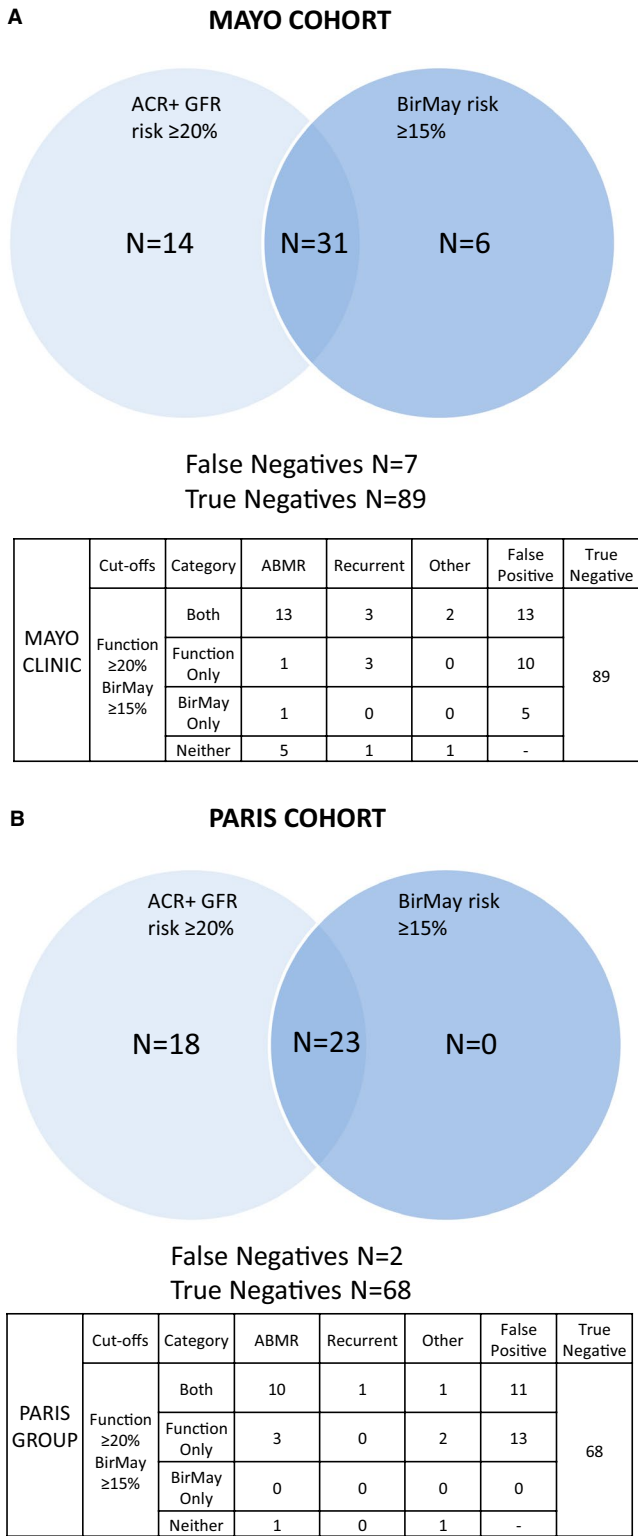 A
MAYO COHORT
ACR+ GFR
risk ≥20%
BirMay risk
≥15%
N=14
N=31
N=6
False Negatives N=7
True Negatives N=89
MAYO
CLINIC
Cut-offs
Category
ABMR
Recurrent
Other
False
Positive
True
Negative
Function
≥20%
BirMay
≥15%
Both
13
3
2
13
89
Function
Only
1
3
0
10
BirMay
Only
1
0
0
5
Neither
5
1
1
-
B
PARIS COHORT
ACR+ GFR
risk ≥20%
BirMay risk
≥15%
N=18
N=23
N=0
False Negatives N=2
True Negatives N=68
PARIS
GROUP
Cut-offs
Category
ABMR
Recurrent
Other
False
Positive
True
Negative
Function
≥20%
BirMay
≥15%
Both
10
1
1
11
68
Function
Only
3
0
2
13
BirMay
Only
0
0
0
0
Neither
1
0
1
-